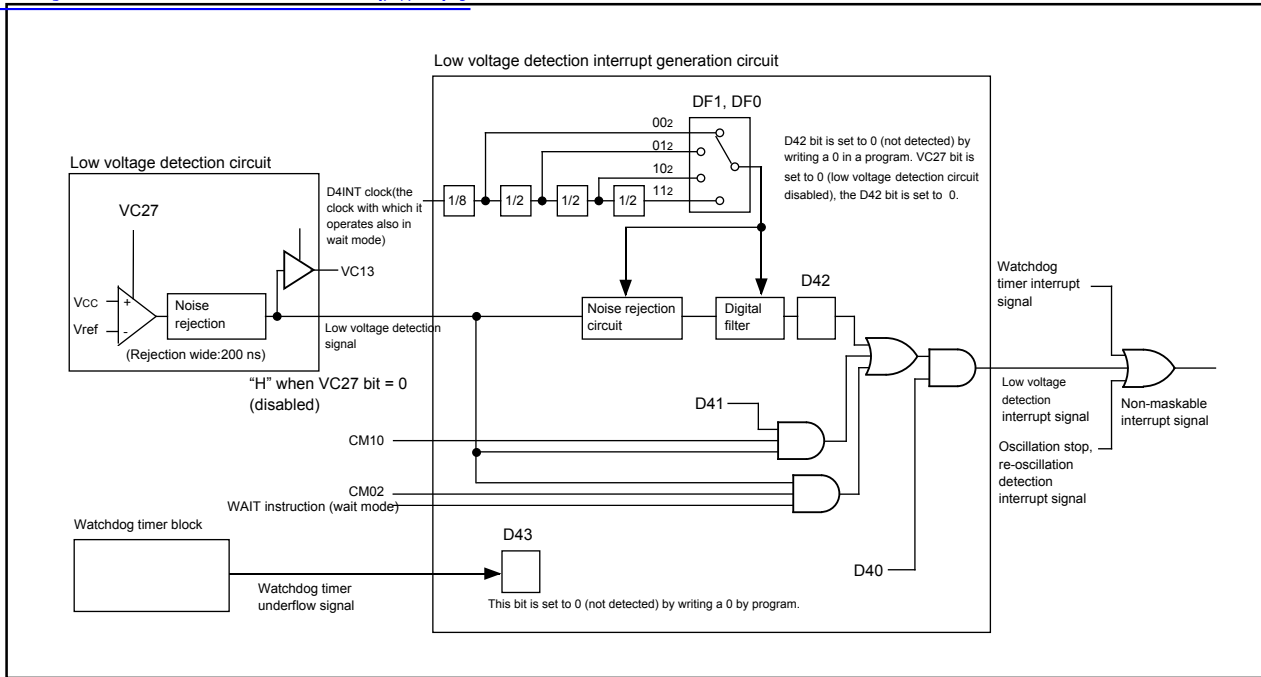 Low voltage detection interrupt generation circuit
DF1, DF0
002
012
102
112
D42 bit is set to 0 (not detected) by
writing a 0 in a program. VC27 bit is
set to 0 (low voltage detection circuit
disabled), the D42 bit is set to 0.
Low voltage detection circuit
VC27
D4INT clock(the
clock with which it
operates also in
wait mode)
1/8
1/2
1/2
1/2
VC13
Vcc
+
Vref
-
Noise
rejection
(Rejection wide:200 ns)
Low voltage detection
signal
"H" when VC27 bit = 0
(disabled)
Noise rejection
circuit
Digital
filter
D42
Watchdog
timer interrupt
signal
D41
CM10
CM02
WAIT instruction (wait mode)
Low voltage
detection
interrupt signal
Non-maskable
interrupt signal
Oscillation stop,
re-oscillation
detection
interrupt signal
Watchdog timer block
D43
D40
Watchdog timer
underflow signal
This bit is set to 0 (not detected) by writing a 0 by program.